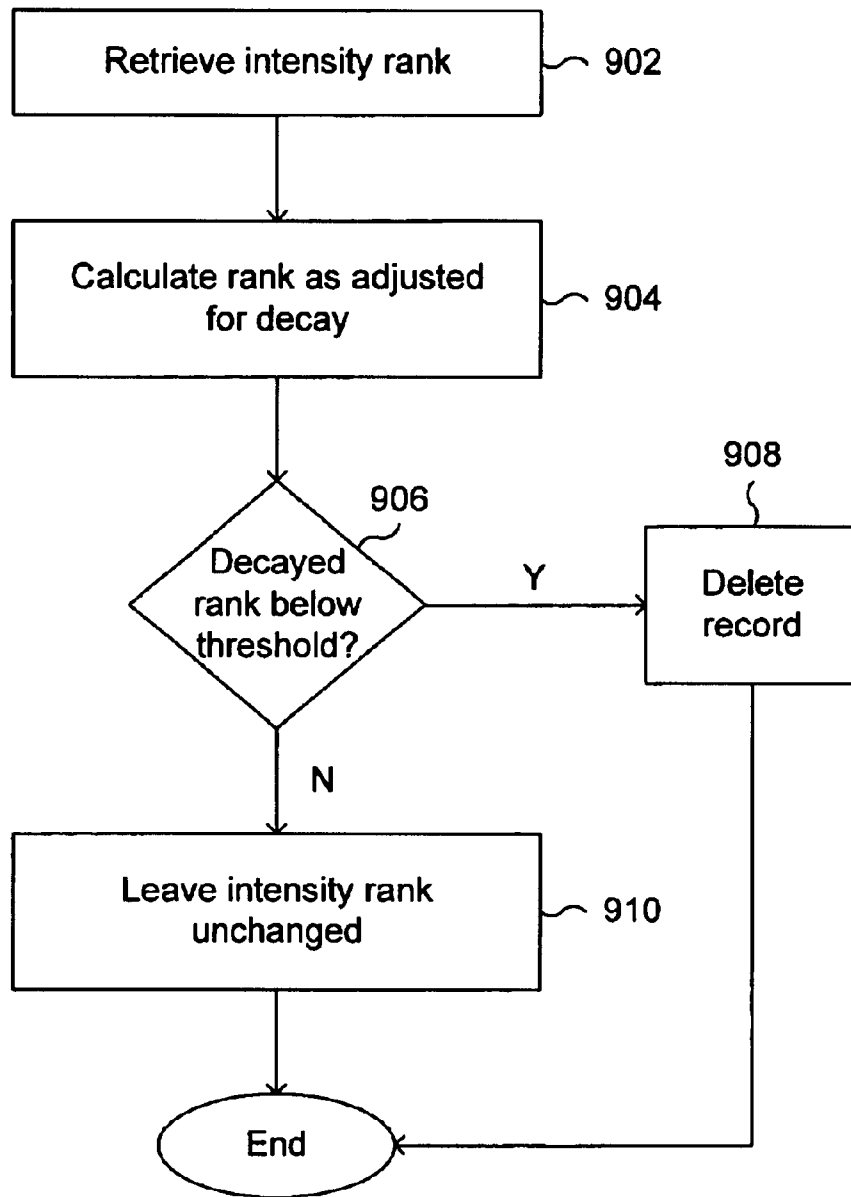 Retrieve intensity rank
902
Calculate rank as adjusted
for decay
904
906
Decayed
rank below
threshold?
Y
908
Delete
record
N
Leave intensity rank
unchanged
910
End